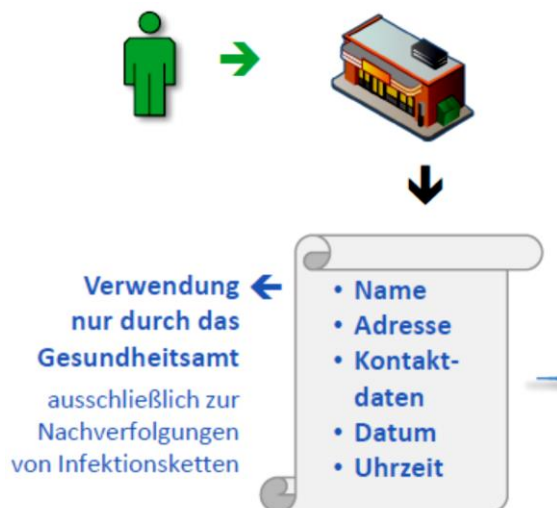 Verwendung
nur durch das
Gesundheitsamt
ausschließlich zur
Nachverfolgungen
von Infektionsketten
• Name
• Adresse
• Kontakt-
daten
• Datum
• Uhrzeit